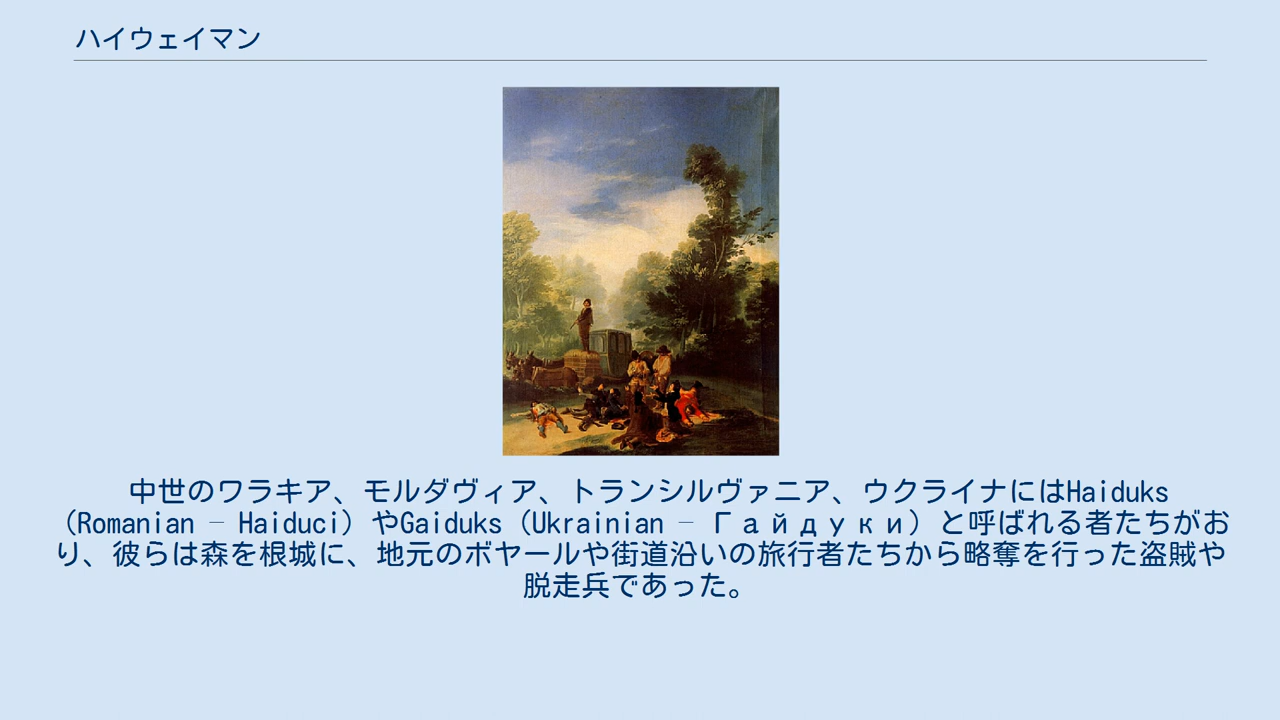 ハイウェイマン
中世のワラキア、モルダヴィア、トランシルヴァニア、ウクライナにはHaiduks
（Romanian – Haiduci）やGaiduks（Ukrainian – Гайдуки）と呼ばれる者たちがお
り、彼らは森を根城に、地元のボヤールや街道沿いの旅行者たちから略奪を行った盗賊や
脱走兵であった。